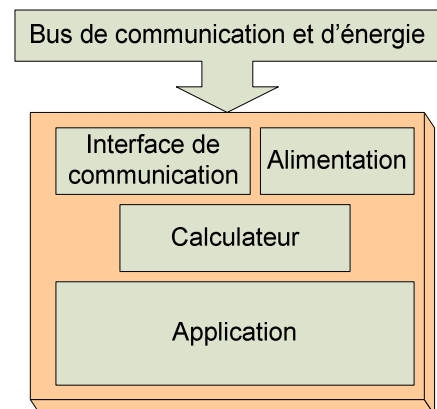 Bus de communication et d'énergie
Interface de
communication
Alimentation
Calculateur
Application